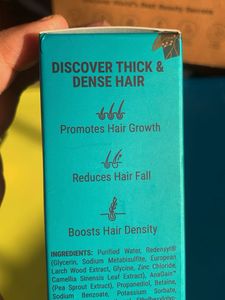 DISCOVER THICK &
DENSE HAIR
Promotes Hair Growth
Reduces Hair Fall
Boosts Hair Density
INGREDIENTS: Purified Water, Redensyl®
(Glycerin, Sodium Metabisulfite, European
Larch Wood Extract, Glycine, Zinc Chloride,
Camellia Sinensis Leaf Extract), AnaGain™
(Pea Sprout Extract), Propanediol, Betaine,
Sodium Benzoate, Potassium Sorbate,